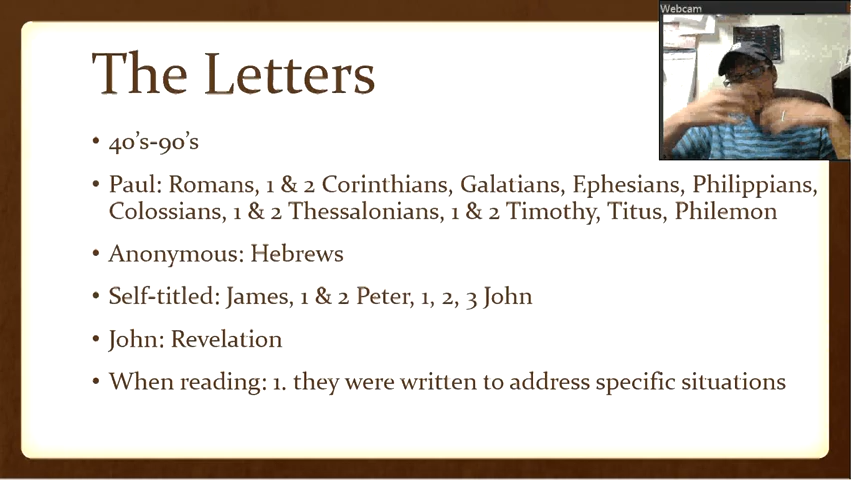 Webcam
The Letters
• 40's-90's
• Paul: Romans, 1 & 2 Corinthians, Galatians, Ephesians, Philippians,
Colossians, 1 & 2 Thessalonians, 1 & 2 Timothy, Titus, Philemon
• Anonymous: Hebrews
• Self-titled: James, 1 & 2 Peter, 1, 2, 3 John
• John: Revelation
• When reading: 1. they were written to address specific situations